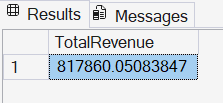 Results Messages
TotalRevenue
1 817860.05083847